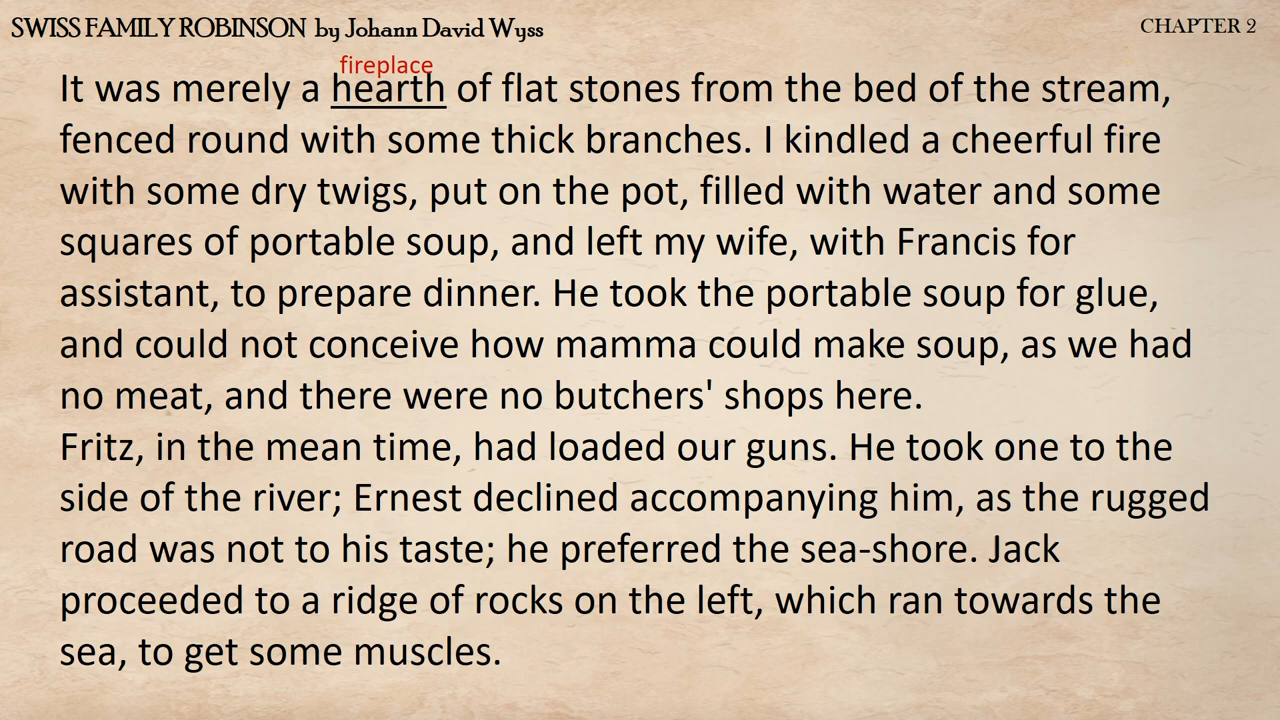 SWISS FAMILY ROBINSON by Johann David Wyss
CHAPTER 2
fireplace
It was merely a hearth of flat stones from the bed of the stream,
fenced round with some thick branches. I kindled a cheerful fire
with some dry twigs, put on the pot, filled with water and some
squares of portable soup, and left my wife, with Francis for
assistant, to prepare dinner. He took the portable soup for glue,
and could not conceive how mamma could make soup, as we had
no meat, and there were no butchers' shops here.
Fritz, in the mean time, had loaded our guns. He took one to the
side of the river; Ernest declined accompanying him, as the rugged
road was not to his taste; he preferred the sea-shore. Jack
proceeded to a ridge of rocks on the left, which ran towards the
sea, to get some muscles.